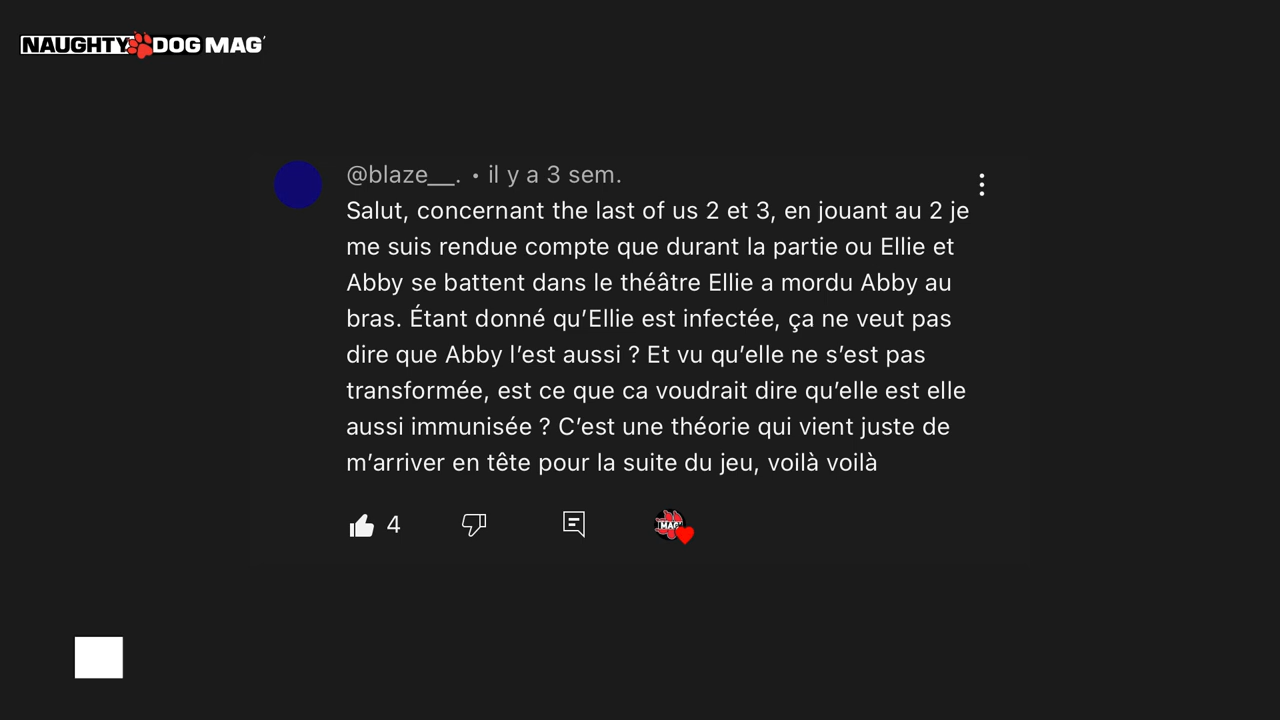 NAUGHTY DOG MAG'
@blaze__. • il y a 3 sem.
Salut, concernant the last of us 2 et 3, en jouant au 2 je
me suis rendue compte que durant la partie ou Ellie et
Abby se battent dans le théâtre Ellie a mordu Abby au
bras. Étant donné qu’Ellie est infectée, ça ne veut pas
dire que Abby l’est aussi ? Et vu qu’elle ne s’est pas
transformée, est ce que ca voudrait dire qu’elle est elle
aussi immunisée ? C’est une théorie qui vient juste de
m’arriver en tête pour la suite du jeu, voilà voilà
4
MAG'